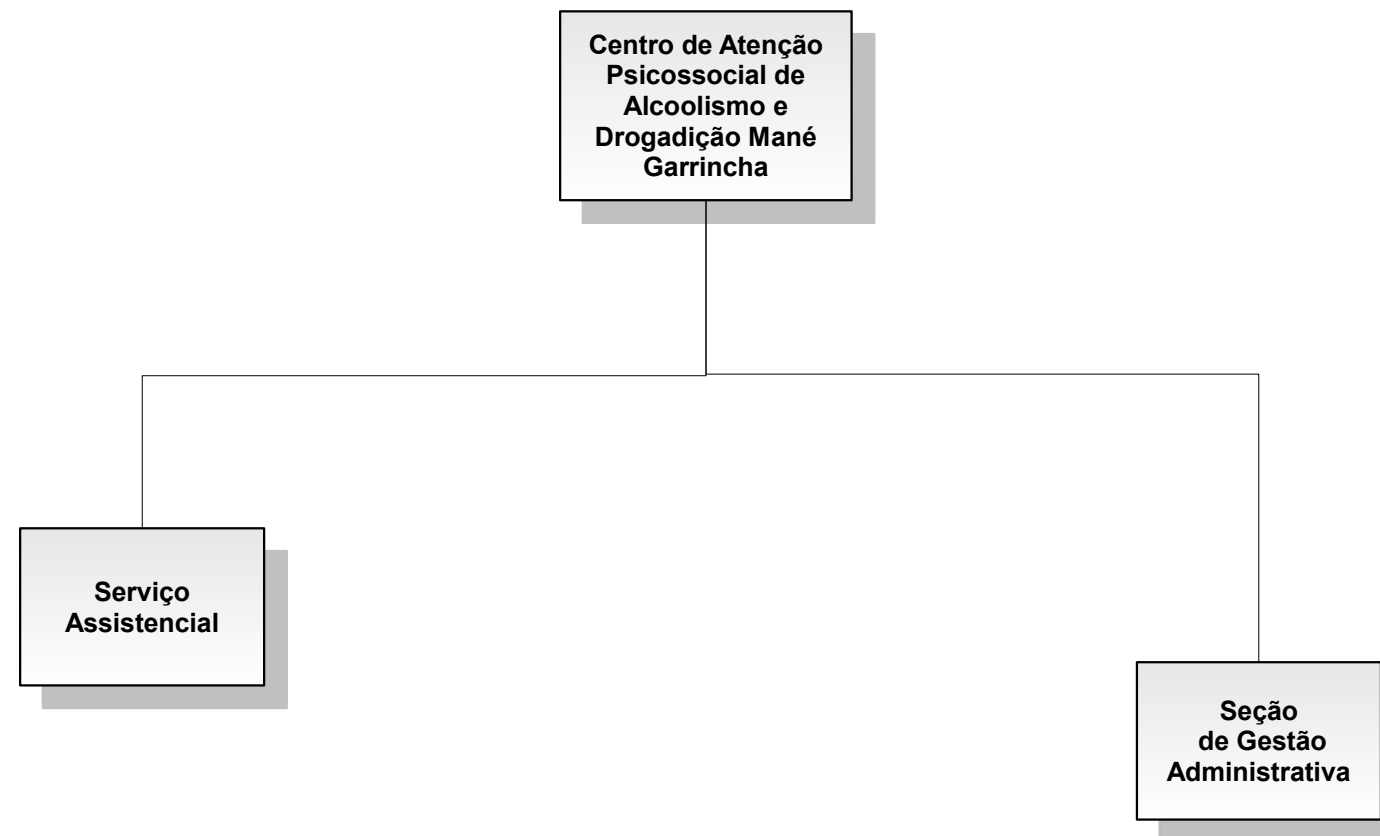 Centro de Atenção
Psicossocial de
Alcoolismo e
Drogadição Mané
Garrincha
Serviço
Assistencial
Seção
de Gestão
Administrativa